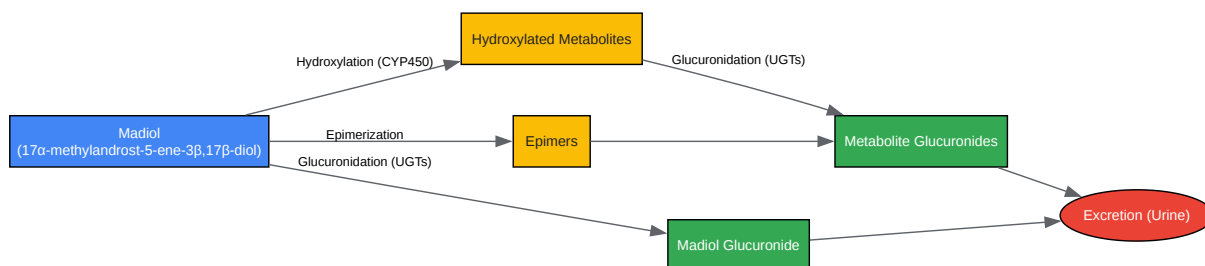 Hydroxylated Metabolites
Hydroxylation (CYP450)
Glucuronidation (UGTs)
Madiol
(17α-methylandrost-5-ene-3β,17β-diol)
Epimerization
Epimers
Metabolite Glucuronides
Glucuronidation (UGTs)
Excretion (Urine)
Madiol Glucuronide